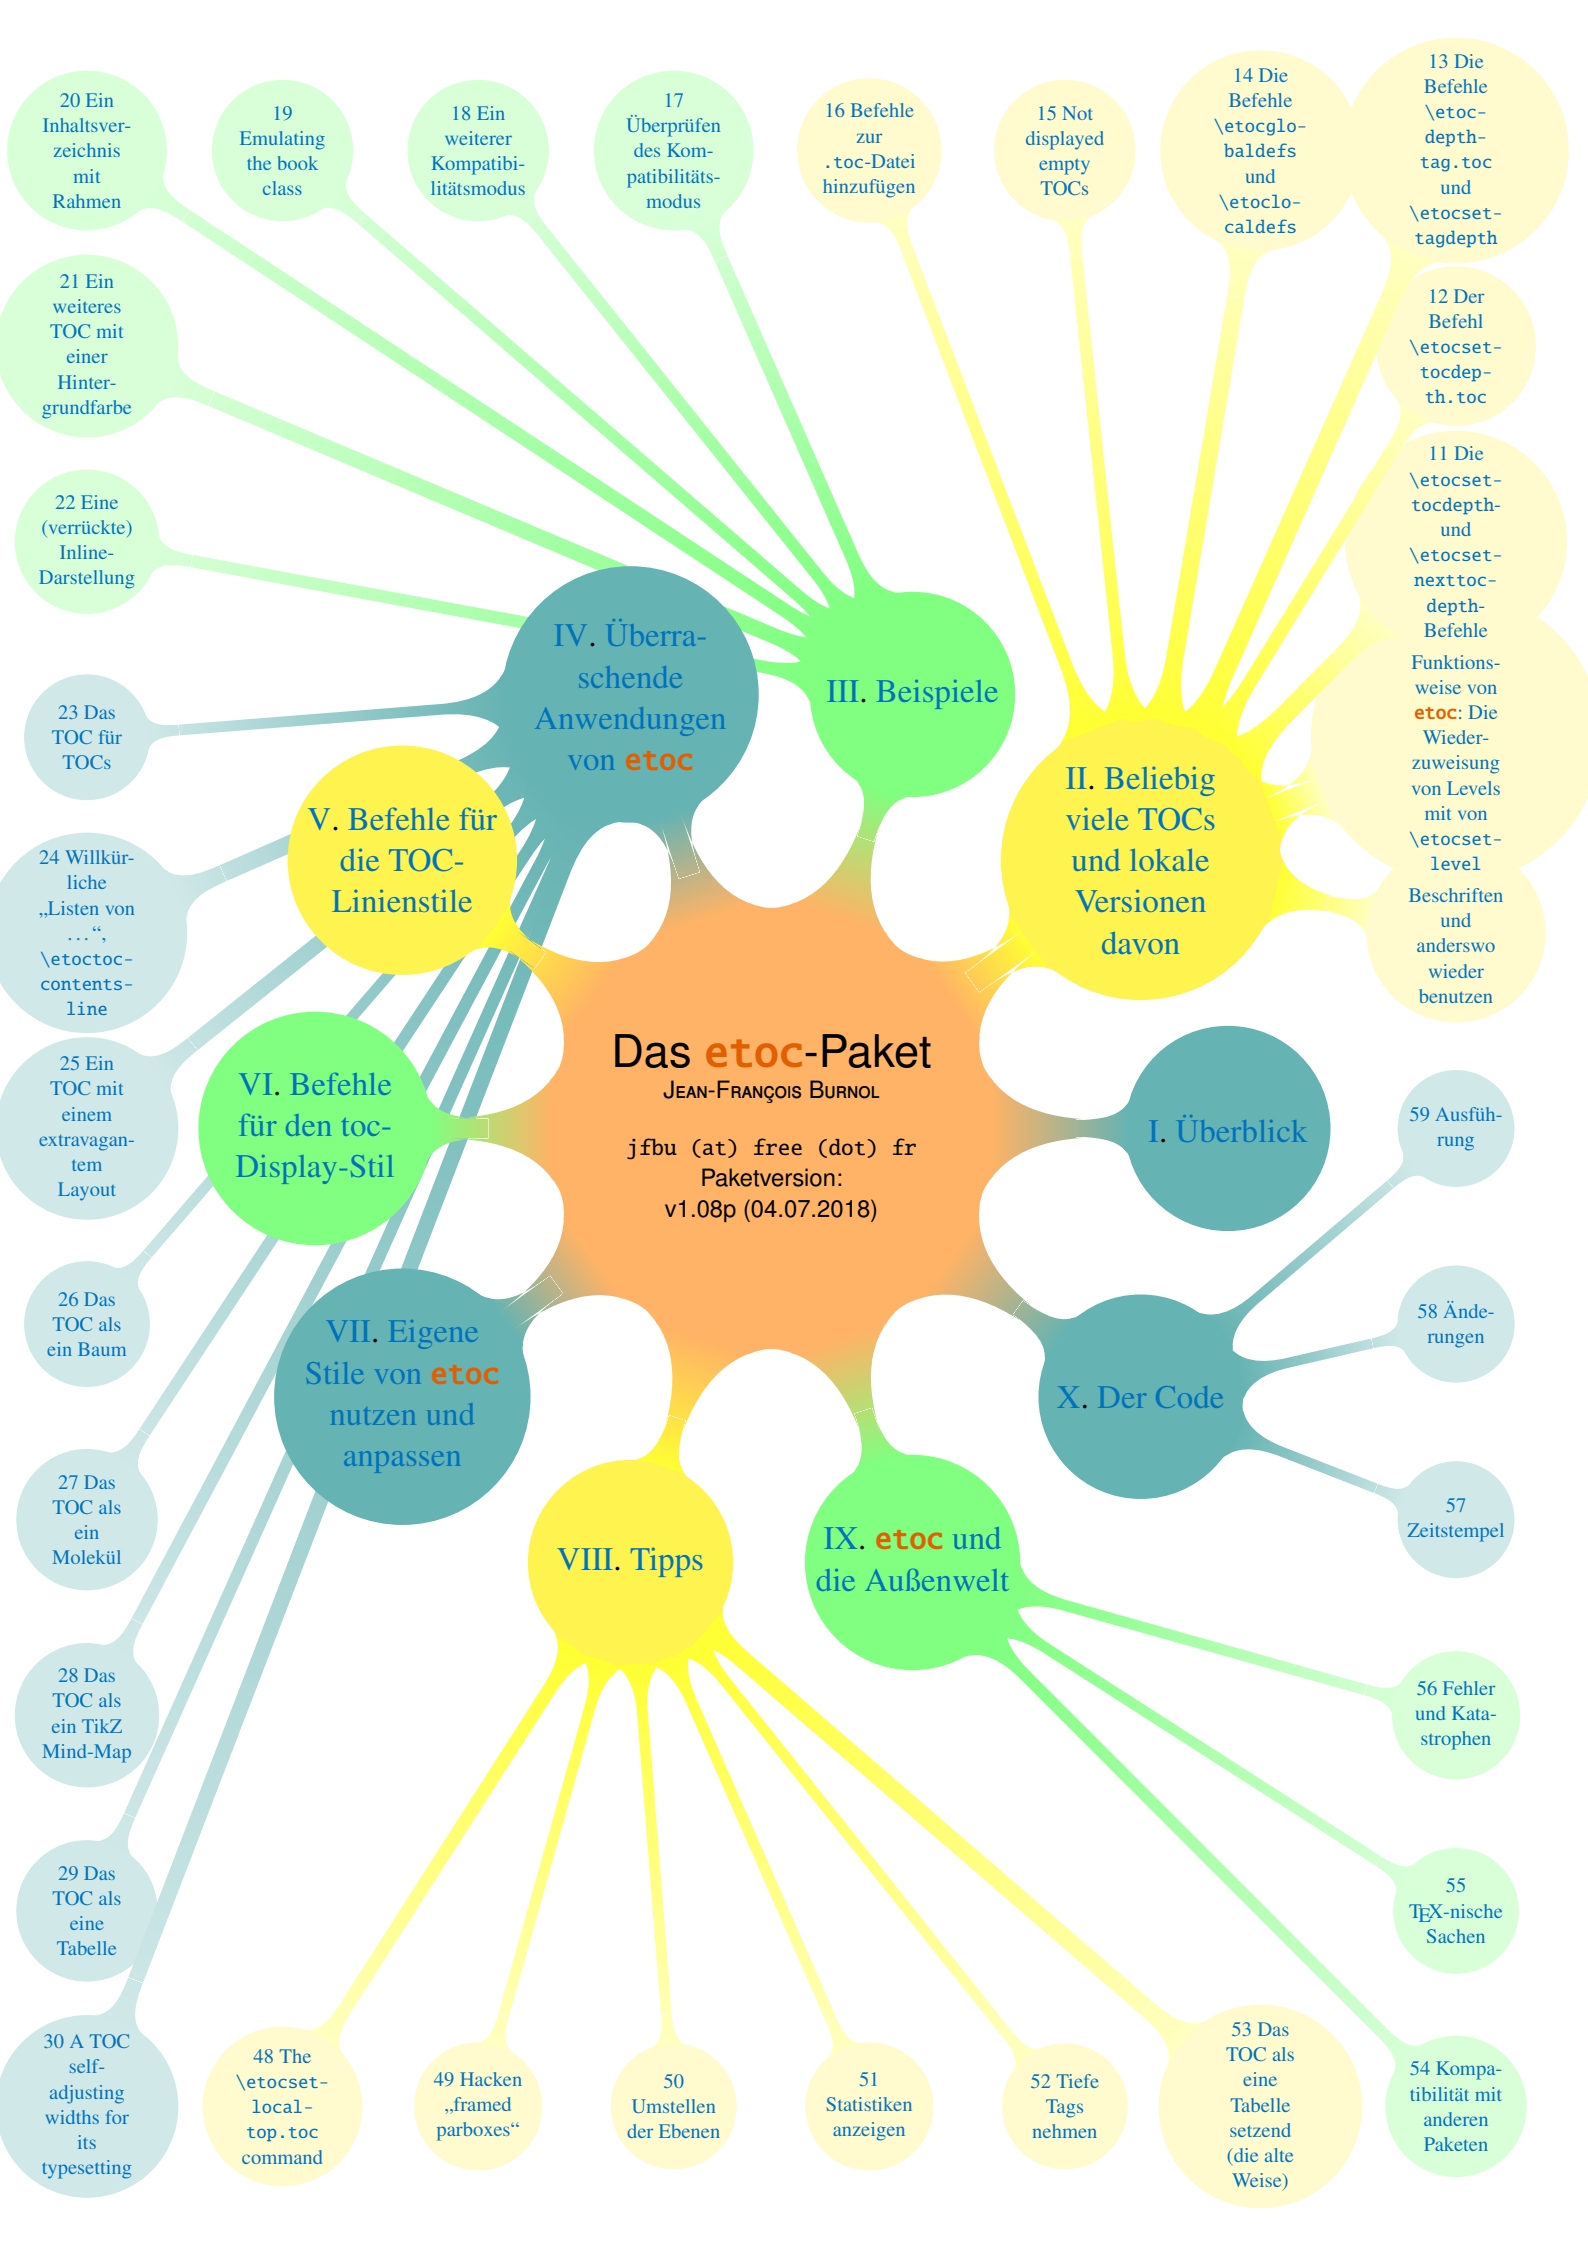 Das etoc-Paket
Jean-François Burnol
jfbu (at) free (dot) fr
Paketversion:
v1.08p (04.07.2018)
I. Überblick
II. Beliebig
viele TOCs
und lokale
Versionen
davon
Beschriften
und
anderswo
wieder
benutzen
Funktions-
weise von
etoc: Die
Wieder-
zuweisung
von Levels
mit von
\etocset-
level
11 Die
\etocset-
tocdepth-
und
\etocset-
nexttoc-
depth-
Befehle
12 Der
Befehl
\etocset-
tocdep-
th.toc
13 Die
Befehle
\etoc-
depth-
tag.toc
und
\etocset-
tagdepth
14 Die
Befehle
\etocglo-
baldefs
und
\etoclo-
caldefs
15 Not
displayed
empty
TOCs
16 Befehle
zur
.toc-Datei
hinzufügen
III. Beispiele
17
Überprüfen
des Kom-
patibilitäts-
modus
18 Ein
weiterer
Kompatibi-
litätsmodus
19
Emulating
the book
class
20 Ein
Inhaltsver-
zeichnis
mit
Rahmen
21 Ein
weiteres
TOC mit
einer
Hinter-
grundfarbe
22 Eine
(verrückte)
Inline-
Darstellung
IV. Überra-
schende
Anwendungen
von etoc
23 Das
TOC für
TOCs
24 Willkür-
liche
„Listen von
…“,
\etoctoc-
contents-
line
25 Ein
TOC mit
einem
extravagan-
tem
Layout
26 Das
TOC als
ein Baum
27 Das
TOC als
ein
Molekül
28 Das
TOC als
ein TikZ
Mind-Map
29 Das
TOC als
eine
Tabelle
30 A TOC
self-
adjusting
widths for
its
typesetting
V. Befehle für
die TOC-
Linienstile
VI. Befehle
für den toc-
Display-Stil
VII. Eigene
Stile von etoc
nutzen und
anpassen
VIII. Tipps
48 The
\etocset-
local-
top.toc
command
49 Hacken
„framed
parboxes“
50
Umstellen
der Ebenen
51
Statistiken
anzeigen
52 Tiefe
Tags
nehmen
53 Das
TOC als
eine
Tabelle
setzend
(die alte
Weise)
IX. etoc und
die Außenwelt
54 Kompa-
tibilität mit
anderen
Paketen
55
TEX-nische
Sachen
56 Fehler
und Kata-
strophen
X. Der Code
57
Zeitstempel
58 Ände-
rungen
59 Ausfüh-
rung